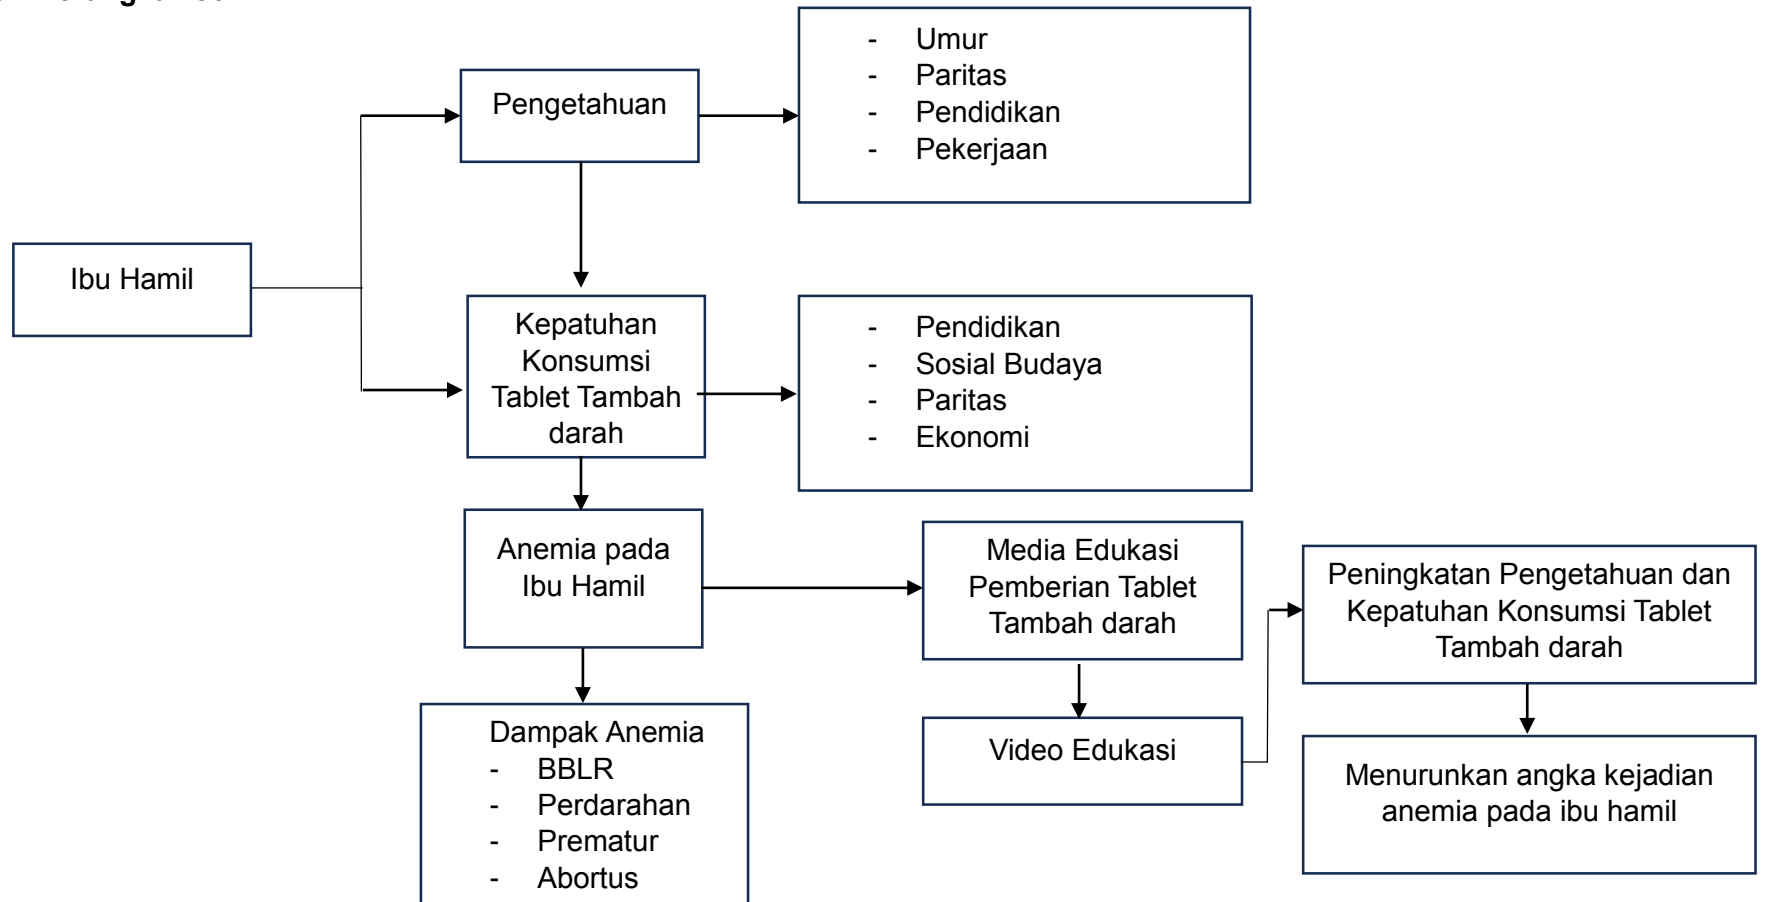 - Umur
- Paritas
- Pendidikan
- Pekerjaan
Pengetahuan
Ibu Hamil
Kepatuhan
Konsumsi
Tablet Tambah
darah
- Pendidikan
- Sosial Budaya
- Paritas
- Ekonomi
Anemia pada
Ibu Hamil
Media Edukasi
Pemberian Tablet
Tambah darah
Peningkatan Pengetahuan dan
Kepatuhan Konsumsi Tablet
Tambah darah
Dampak Anemia
- BBLR
- Perdarahan
- Prematur
- Abortus
Video Edukasi
Menurunkan angka kejadian
anemia pada ibu hamil